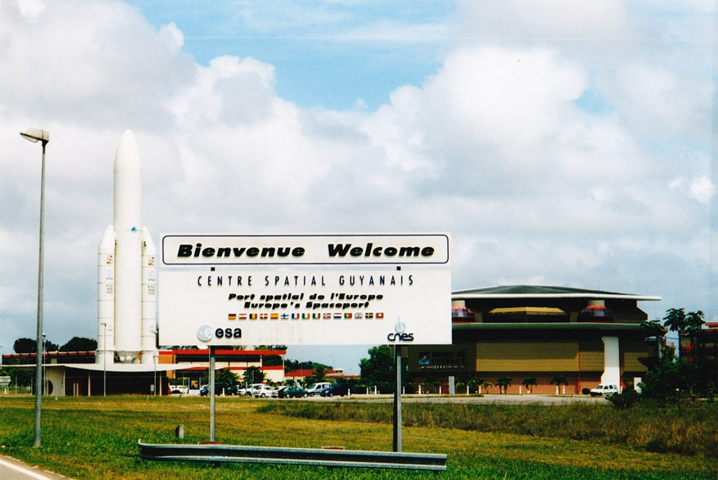 Bienvenue Welcome
CENTRE SPATIAL GUYANAIS
Port spatial de l'Europe
Europe's Spaceport
esa
cnes